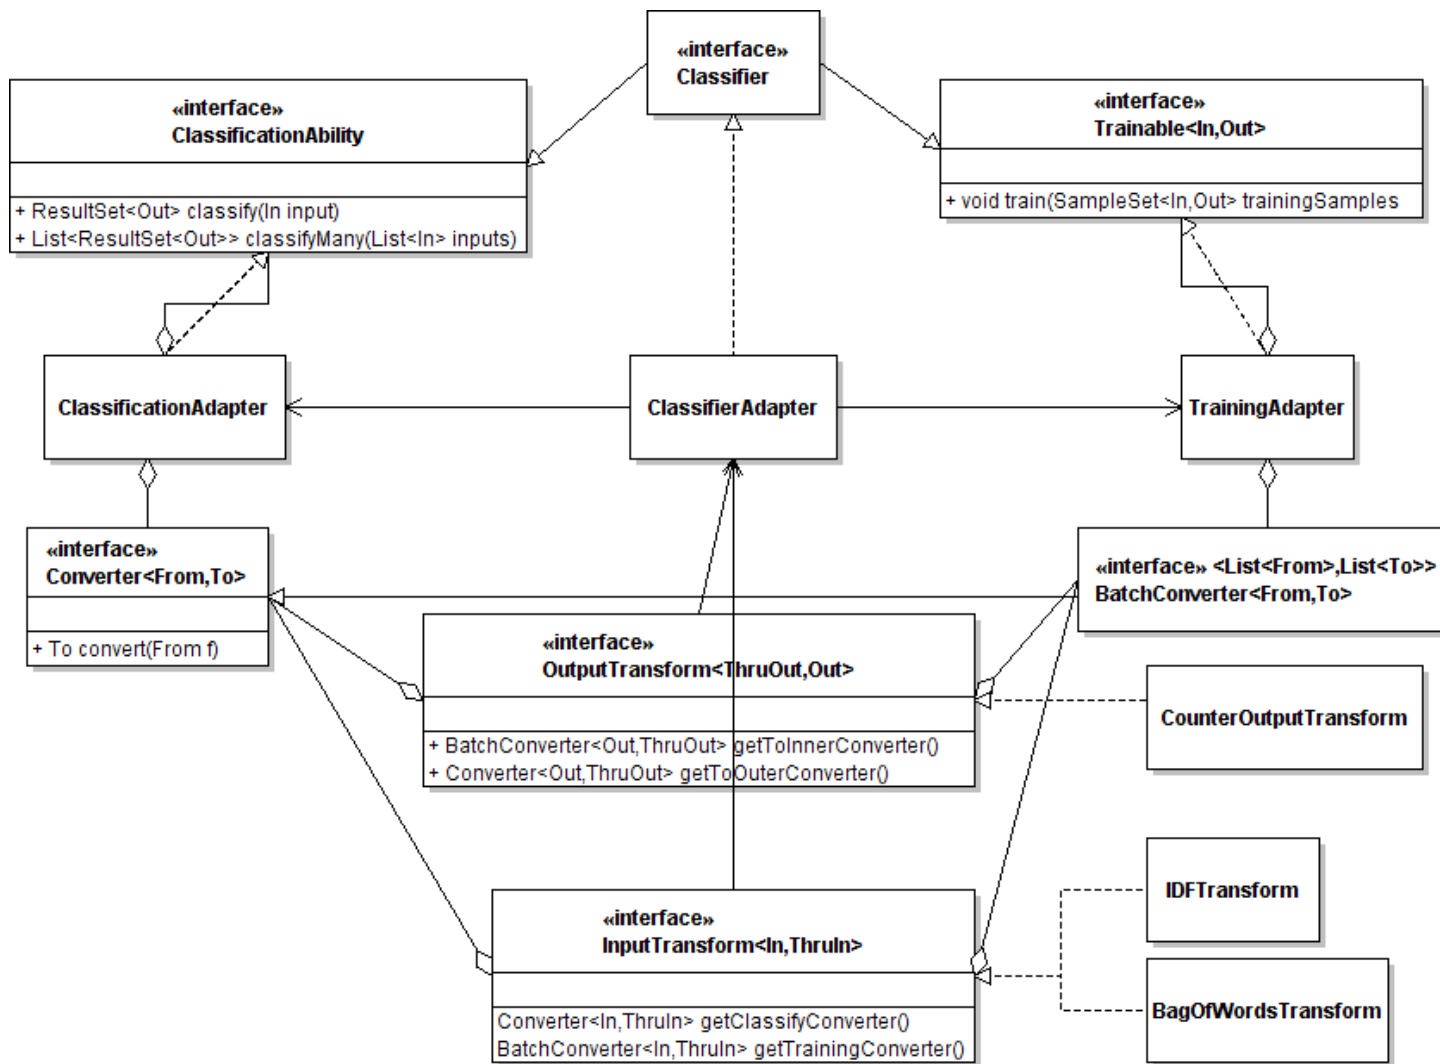 «interface»
Classifier
«interface»
ClassificationAbility
+ ResultSet<Out> classify(In input)
+ List<ResultSet<Out>> classifyMany(List<In> inputs)
«interface»
Trainable<In,Out>
+ void train(SampleSet<In,Out> trainingSamples
ClassificationAdapter
ClassifierAdapter
TrainingAdapter
«interface»
Converter<From,To>
+ To convert(From f)
«interface» <List<From>,List<To>>
BatchConverter<From,To>
«interface»
OutputTransform<ThruOut,Out>
+ BatchConverter<Out,ThruOut> getToInnerConverter()
+ Converter<Out,ThruOut> getToOuterConverter()
CounterOutputTransform
«interface»
InputTransform<In,ThruIn>
Converter<In,ThruIn> getClassifyConverter()
BatchConverter<In,ThruIn> getTrainingConverter()
IDFTransform
BagOfWordsTransform